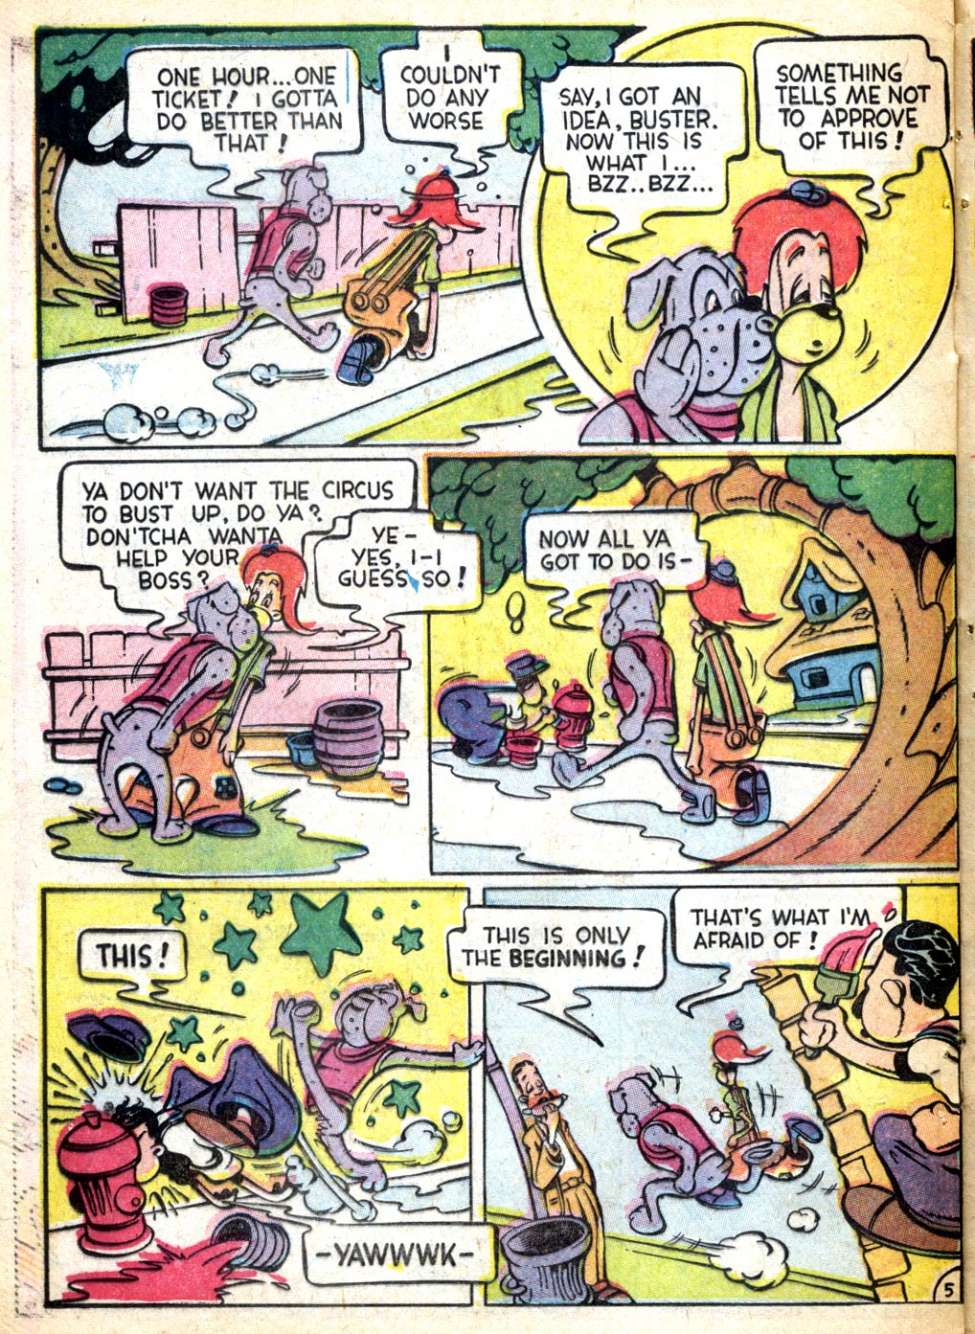 ONE HOUR...ONE
TICKET! I GOTTA
DO BETTER THAN
THAT!
I
COULDN'T
DO ANY
WORSE
SAY, I GOT AN
IDEA, BUSTER.
NOW THIS IS
WHAT I...
BZZ..BZZ...
SOMETHING
TELLS ME NOT
TO APPROVE
OF THIS!
YA DON'T WANT THE CIRCUS
TO BUST UP, DO YA?
DON'TCHA WANTA
HELP YOUR
BOSS?
YE-
YES, I-I
GUESS SO!
NOW ALL YA
GOT TO DO IS-
THIS!
-YAWWWK-
THIS IS ONLY
THE BEGINNING!
THAT'S WHAT I'M
AFRAID OF!
5